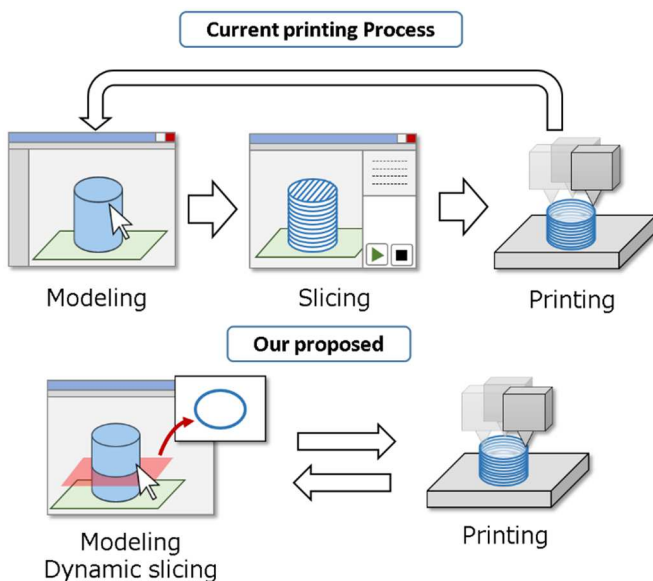 Current printing Process
Modeling
Slicing
Printing
Our proposed
Modeling
Dynamic slicing
Printing